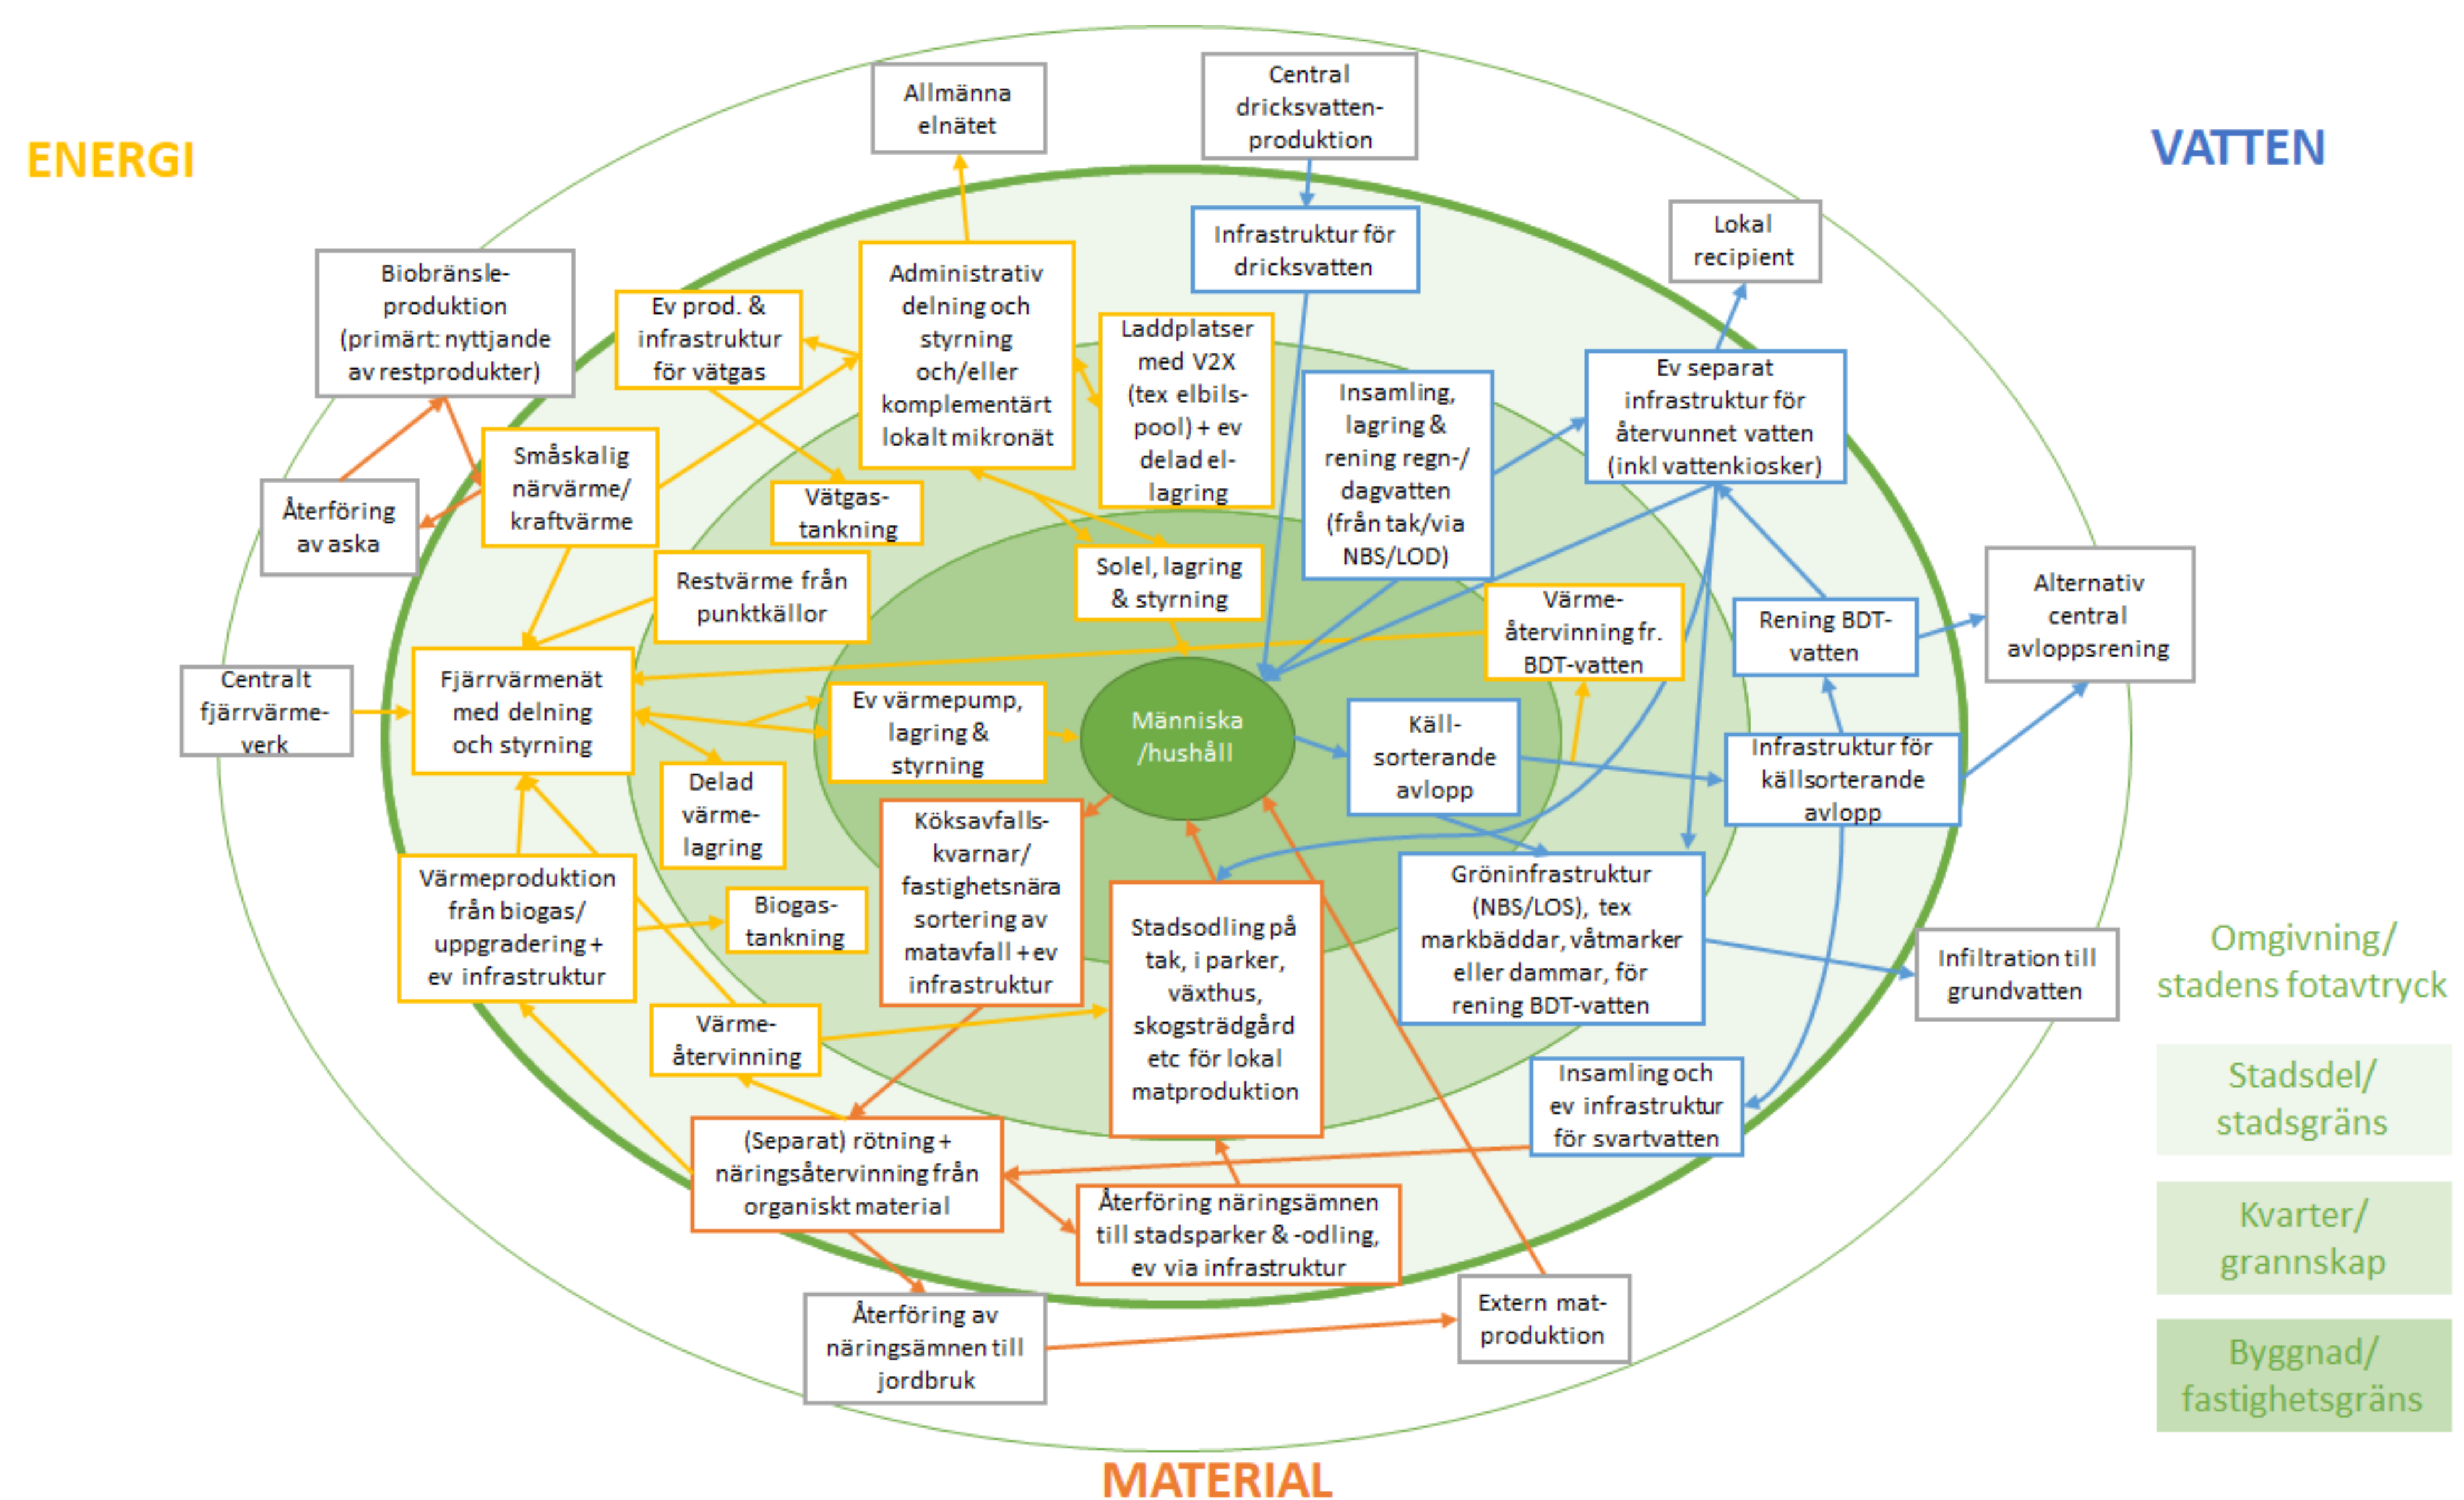 ENERGI
VATTEN
Allmänna
elnätet
Central
dricksvatten-
produktion
Lokal
recipient
Infrastruktur för
dricksvatten
Biobränsle-
produktion
(primärt: nyttjande
av restprodukter)
Ev prod. &
infrastruktur
för vätgas
Administrativ
delning och
styrning
och/eller
komplementärt
lokalt mikronät
Laddplatser
med V2X
(tex elbils-
pool) + ev
delad el-
lagring
Insamling,
lagring &
rening regn-/
dagvatten
(från tak/via
NBS/LOD)
Ev separat
infrastruktur för
återvunnet vatten
(inkl vattenkiosker)
Småskalig
närvärme/
kraftvärme
Återföring
av aska
Vätgas-
tankning
Restvärme från
punktkällor
Solel, lagring
& styrning
Värme-
återvinning fr.
BDT-vatten
Rening BDT-
vatten
Alternativ
central
avloppsrening
Centralt
fjärrvärme-
verk
Fjärrvärmenät
med delning
och styrning
Ev värmepump,
lagring &
styrning
Människa
/hushåll
Käll-
sorterande
avlopp
Infrastruktur för
källsorterande
avlopp
Delad
värme-
lagring
Köksavfalls-
kvarnar/
fastighetsnära
sortering av
matavfall + ev
infrastruktur
Värmeproduktion
från biogas/
uppgradering +
ev infrastruktur
Biogas-
tankning
Stadsodling på
tak, i parker,
växthus,
skogsträdgård
etc för lokal
matproduktion
Gröninfrastruktur
(NBS/LOS), tex
markbäddar, våtmarker
eller dammar, för
rening BDT-vatten
Infiltration till
grundvatten
Värme-
återvinning
Insamling och
ev infrastruktur
för svartvatten
(Separat) rötning +
näringsåtervinning från
organiskt material
Återföring näringsämnen
till stadsparker & -odling,
ev via infrastruktur
Återföring av
näringsämnen till
jordbruk
Extern mat-
produktion
Omgivning/
stadens fotavtryck
Stadsdel/
stadsgräns
Kvarter/
grannskap
Byggnad/
fastighetsgräns
MATERIAL